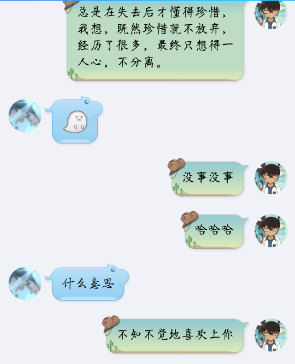 总是在失去后才懂得珍惜，
我想，既然珍惜就不放弃，
经历了很多，最终只想得一
人心，不分离。
没事没事
哈哈哈
什么意思
不知不觉地喜欢上你